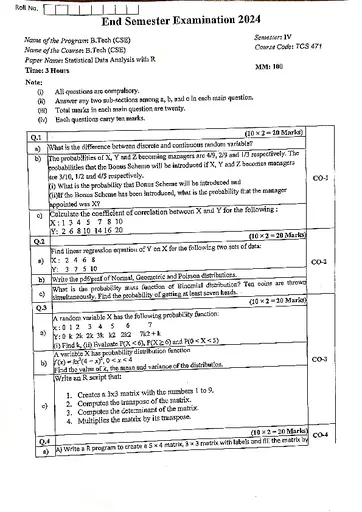 Roll No.
End Semester Examination 2024
Name of the Program: B.Tech (CSE)
Semester: IV
Name of the Course: B.Tech (CSE)
Course Code: TCS 471
Paper Name: Statistical Data Analysis with R
Time: 3 Hours
MM: 100
Note:
(i) All questions are compulsory.
(ii) Answer any two sub-sections among a, b, and c in each main question.
(iii) Total marks in each main question are twenty.
(iv) Each question carry ten marks.
Q.1 (10 × 2 = 20 Marks)
a) What is the difference between discrete and continuous random variable?
b) The probabilities of X, Y and Z becoming managers are 4/9, 2/9 and 1/3 respectively. The
probabilities that the Bonus Scheme will be introduced if X, Y and Z becomes managers
are 3/10, 1/2 and 4/5 respectively.
(i) What is the probability that Bonus Scheme will be introduced and
(ii) If the Bonus Scheme has been introduced, what is the probability that the manager
appointed was X?
CO-1
c) Calculate the coefficient of correlation between X and Y for the following :
X : 1 3 4 5 7 8 10
Y: 2 6 8 10 14 16 20
Q.2 (10 × 2 = 20 Marks)
a) Find linear regression equation of Y on X for the following two sets of data:
X : 2 4 6 8
Y: 3 7 5 10
CO-2
b) Write the pdf/pmf of Normal, Geometric and Poisson distributions.
c) What is the probability mass function of Binomial distribution? Ten coins are thrown
simultaneously. Find the probability of getting at least seven heads.
Q.3 (10 × 2 = 20 Marks)
a) A random variable X has the following probability function:
x : 0 1 2 3 4 5 6 7
Y: 0 k 2k 2k 3k k2 2k2 7k2 + k
(i) Find k, (ii) Evaluate P(X < 6), P(X ≥ 6) and P(0 < X < 5)
b) A variable X has probability distribution function
f(x) = kx²(4 − x)², 0 < x < 4
Find the value of k, the mean and variance of the distribution.
CO-3
c) Write an R script that:
1. Creates a 3x3 matrix with the numbers 1 to 9.
2. Computes the transpose of the matrix.
3. Computes the determinant of the matrix.
4. Multiplies the matrix by its transpose.
Q.4 (10 × 2 = 20 Marks)
CO-4
a) A) Write a R program to create a 5 × 4 matrix, 3 × 3 matrix with labels and fill the matrix by